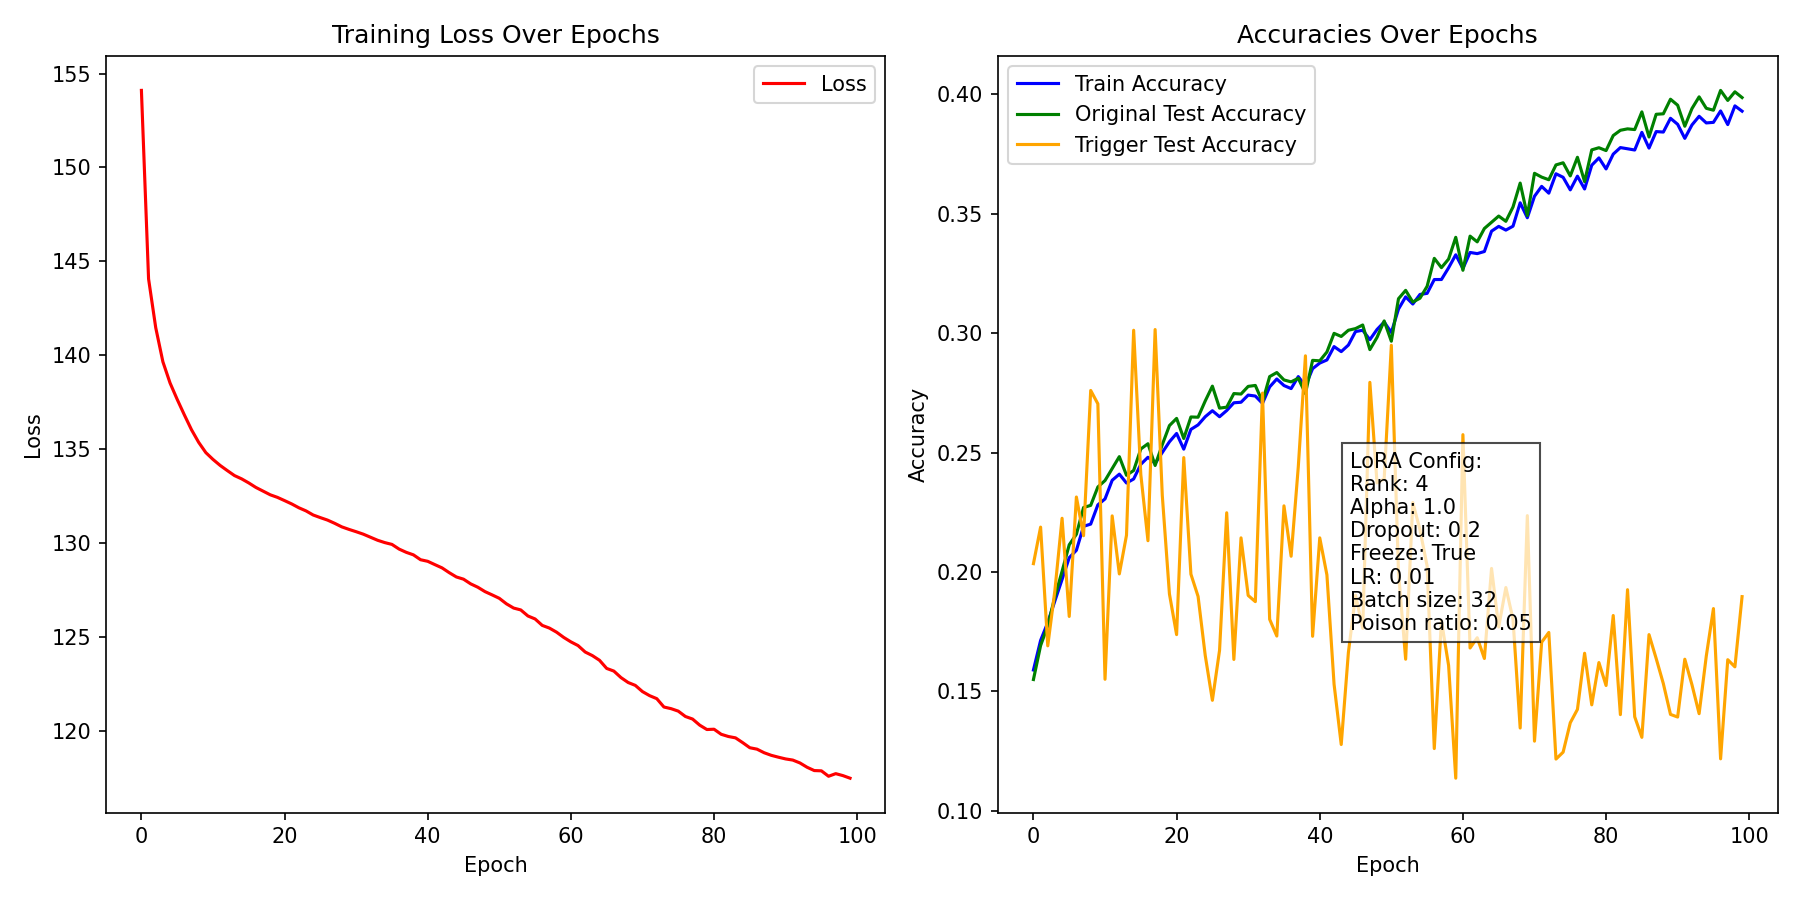 Training Loss Over Epochs
Loss
155
150
145
140
135
130
125
120
Loss
0
20
40
60
80
100
Epoch
Accuracies Over Epochs
Train Accuracy
Original Test Accuracy
Trigger Test Accuracy
0.40
0.35
0.30
0.25
0.20
0.15
0.10
Accuracy
LoRA Config:
Rank: 4
Alpha: 1.0
Dropout: 0.2
Freeze: True
LR: 0.01
Batch size: 32
Poison ratio: 0.05
0
20
40
60
80
100
Epoch